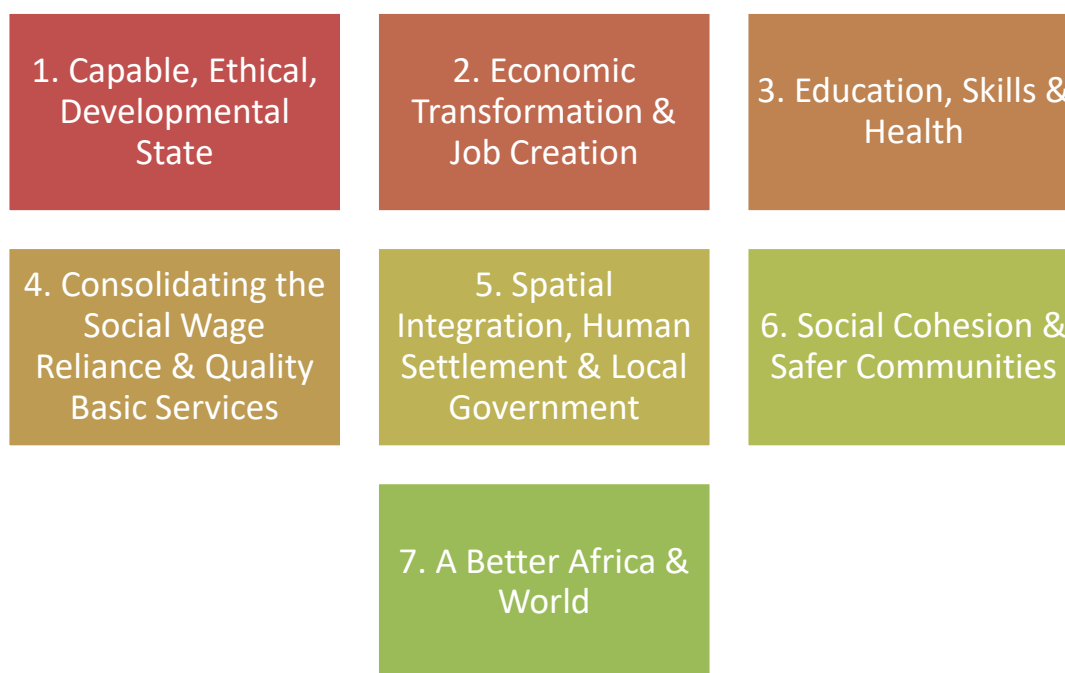 1. Capable, Ethical,
Developmental
State
2. Economic
Transformation &
Job Creation
3. Education, Skills &
Health
4. Consolidating the
Social Wage
Reliance & Quality
Basic Services
5. Spatial
Integration, Human
Settlement & Local
Government
6. Social Cohesion &
Safer Communities
7. A Better Africa &
World